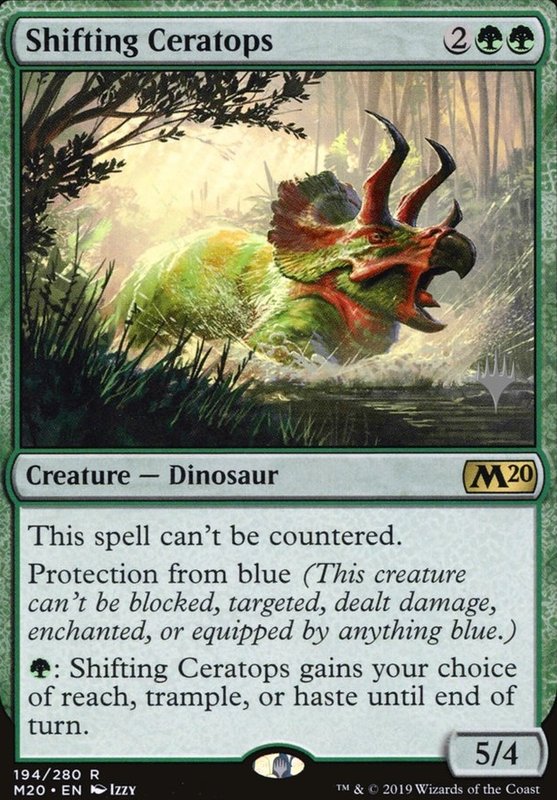 Shifting Ceratops 2
Creature — Dinosaur M20
This spell can't be countered.
Protection from blue (This creature
can't be blocked, targeted, dealt damage,
enchanted, or equipped by anything blue.)
: Shifting Ceratops gains your choice
of reach, trample, or haste until end of
turn.
5/4
194/280 R
M20 • EN Izzy
™ & © 2019 Wizards of the Coast